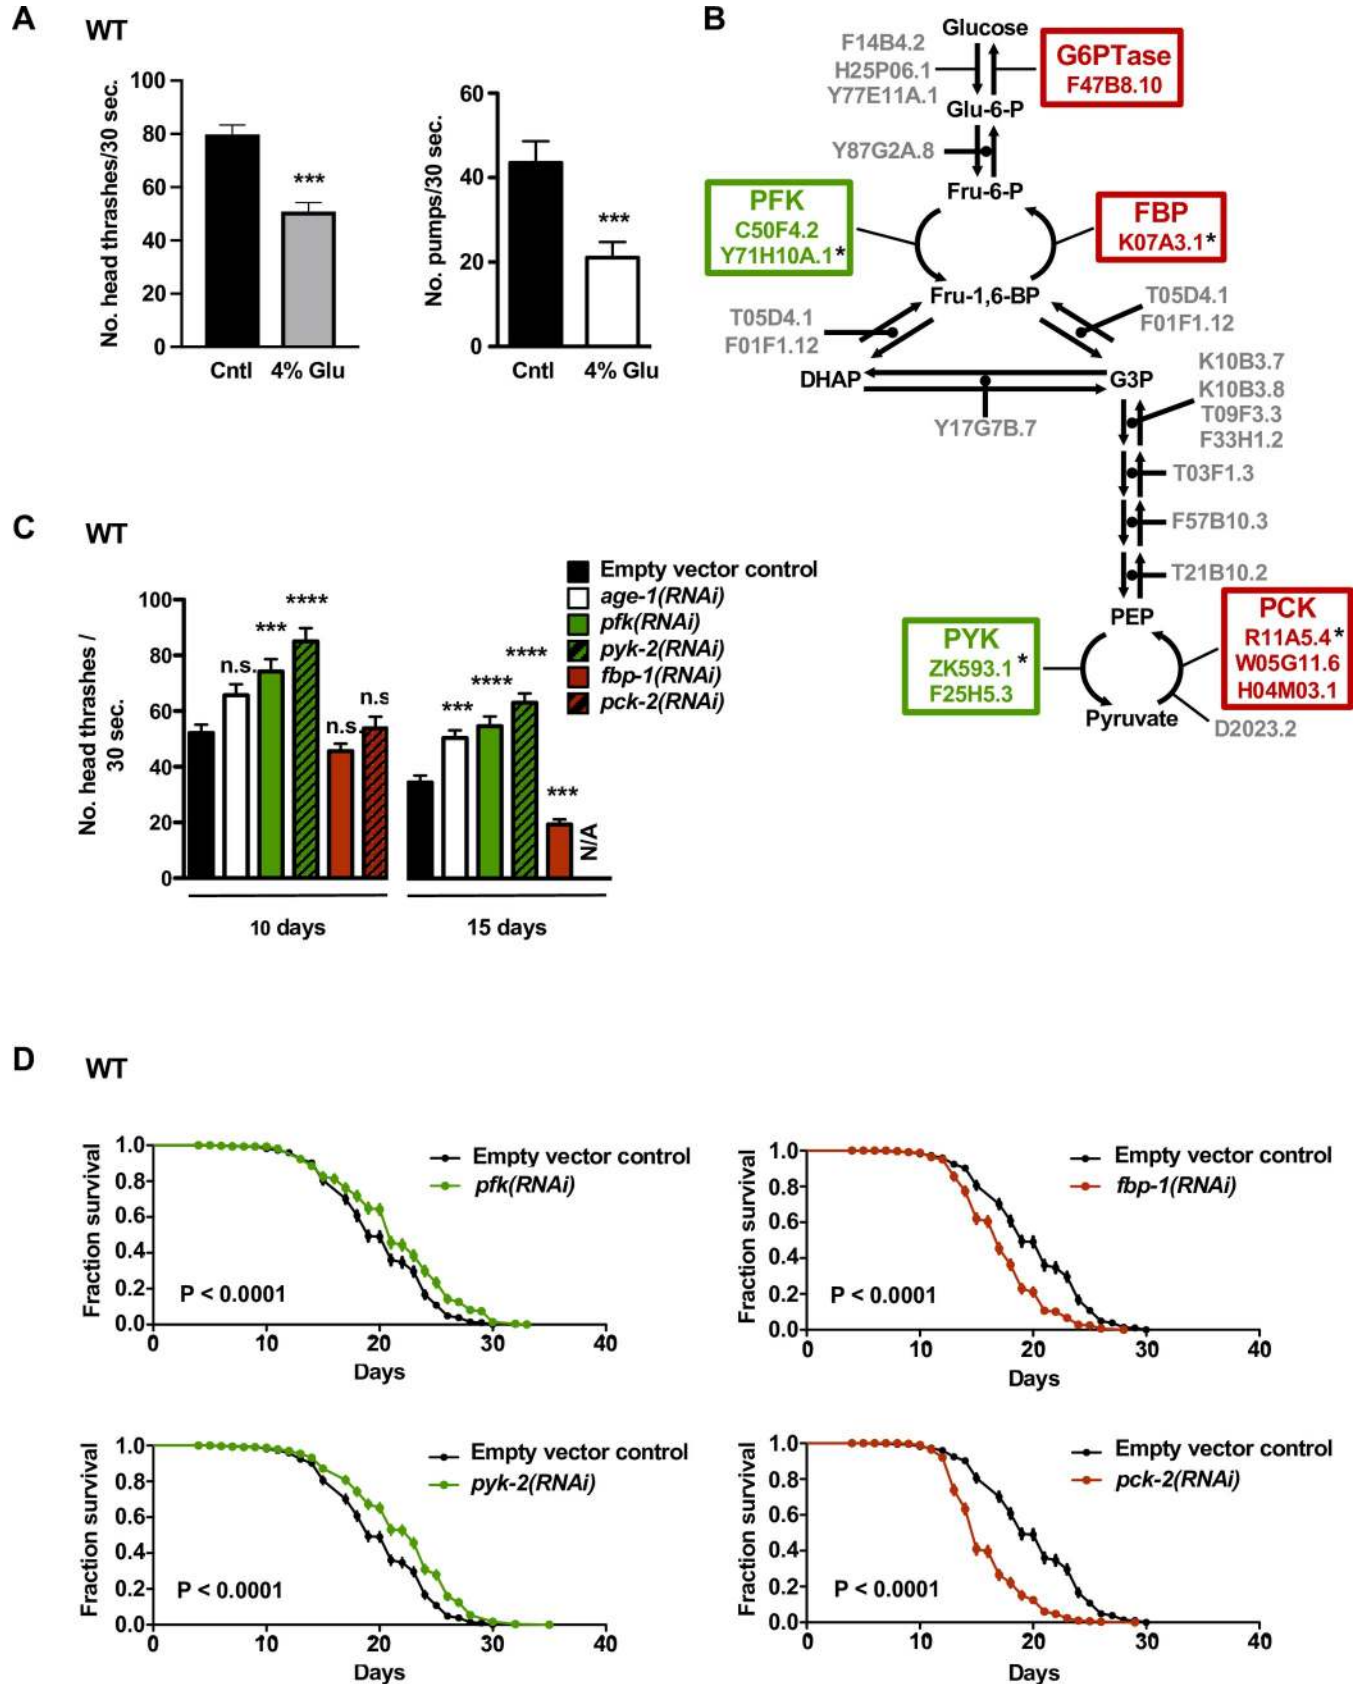 A
WT
No. head thrashes/30 sec.
100
80
60
40
20
0
***
Cntl
4% Glu
No. pumps/30 sec.
60
40
20
0
***
Cntl
4% Glu
B
Glucose
F14B4.2
H25P06.1
Y77E11A.1
G6PTase
F47B8.10
Glu-6-P
Y87G2A.8
Fru-6-P
PFK
C50F4.2
Y71H10A.1*
FBP
K07A3.1*
Fru-1,6-BP
T05D4.1
F01F1.12
T05D4.1
F01F1.12
DHAP
G3P
Y17G7B.7
K10B3.7
K10B3.8
T09F3.3
F33H1.2
T03F1.3
F57B10.3
T21B10.2
PEP
PYK
ZK593.1*
F25H5.3
PCK
R11A5.4*
W05G11.6
H04M03.1
Pyruvate
D2023.2
C
WT
Empty vector control
age-1(RNAi)
pfk(RNAi)
pyk-2(RNAi)
fbp-1(RNAi)
pck-2(RNAi)
No. head thrashes /
30 sec.
100
80
60
40
20
0
n.s.
***
****
n.s.
n.s
***
****
****
***
N/A
10 days
15 days
D
WT
Fraction survival
1.0
0.8
0.6
0.4
0.2
0.0
Empty vector control
pfk(RNAi)
P < 0.0001
0 10 20 30 40
Days
Fraction survival
1.0
0.8
0.6
0.4
0.2
0.0
Empty vector control
fbp-1(RNAi)
P < 0.0001
0 10 20 30 40
Days
Fraction survival
1.0
0.8
0.6
0.4
0.2
0.0
Empty vector control
pyk-2(RNAi)
P < 0.0001
0 10 20 30 40
Days
Fraction survival
1.0
0.8
0.6
0.4
0.2
0.0
Empty vector control
pck-2(RNAi)
P < 0.0001
0 10 20 30 40
Days